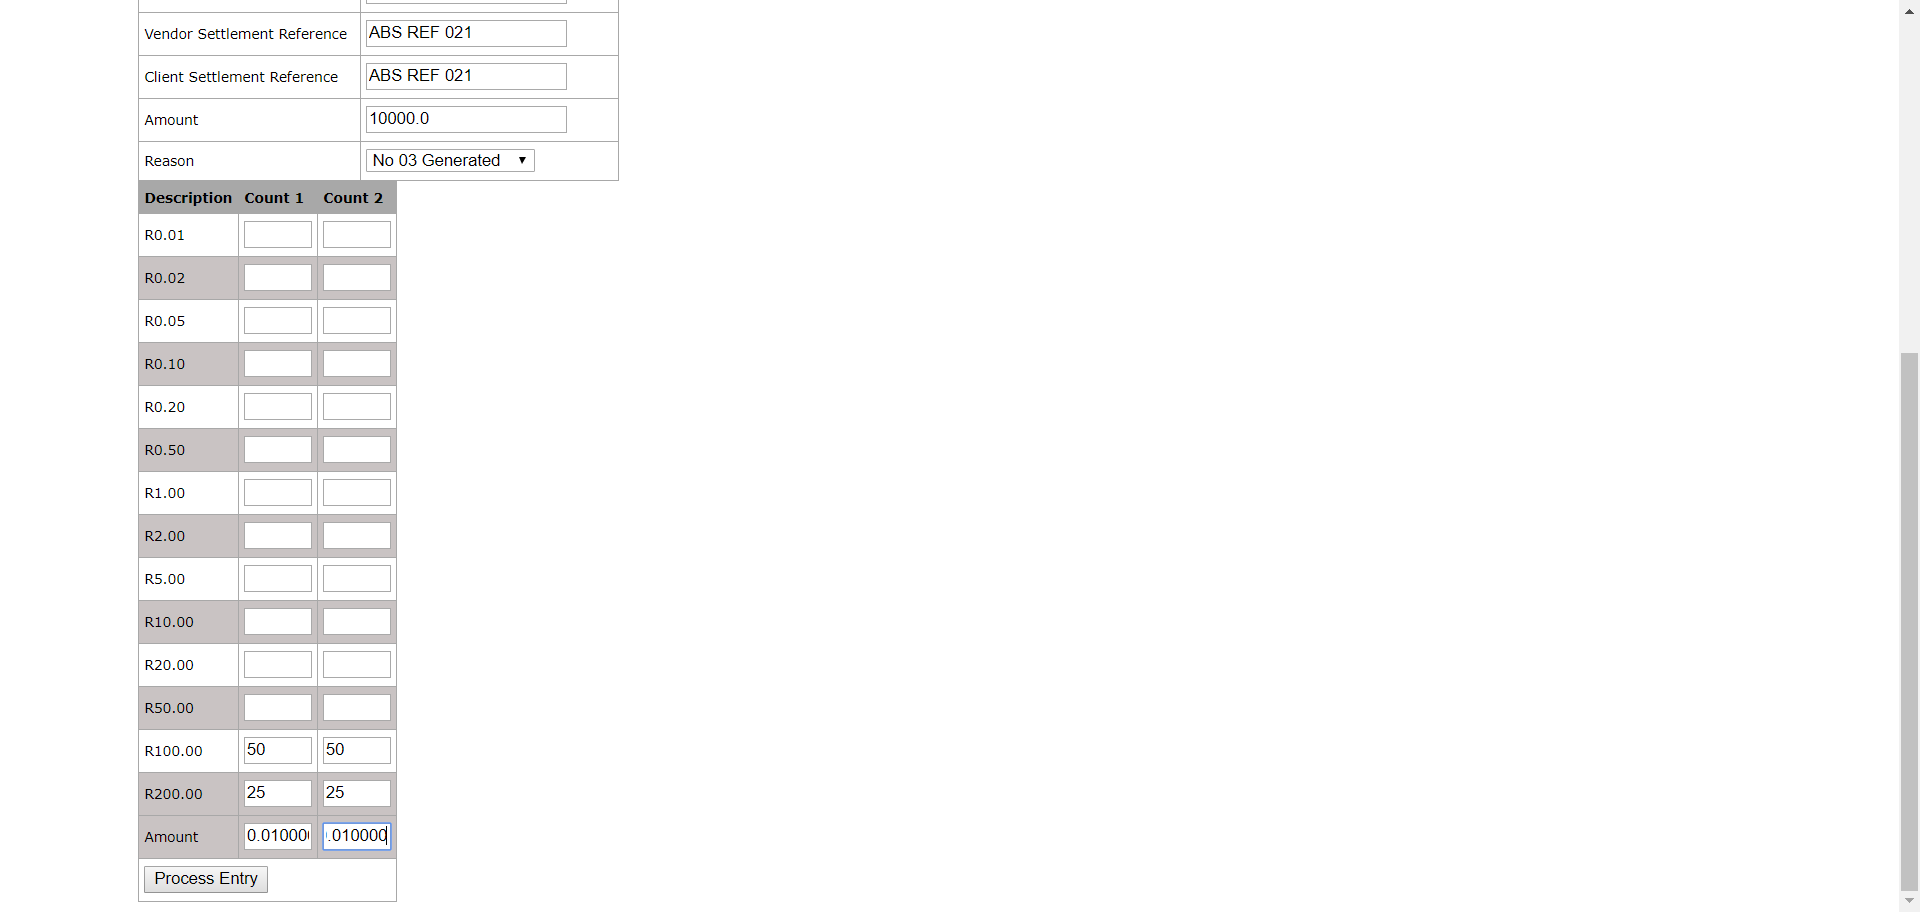 Vendor Settlement Reference ABS REF 021
Client Settlement Reference ABS REF 021
Amount 10000.0
Reason No 03 Generated
Description Count 1 Count 2
R0.01
R0.02
R0.05
R0.10
R0.20
R0.50
R1.00
R2.00
R5.00
R10.00
R20.00
R50.00
R100.00 50 50
R200.00 25 25
Amount 0.01000 .010000
Process Entry